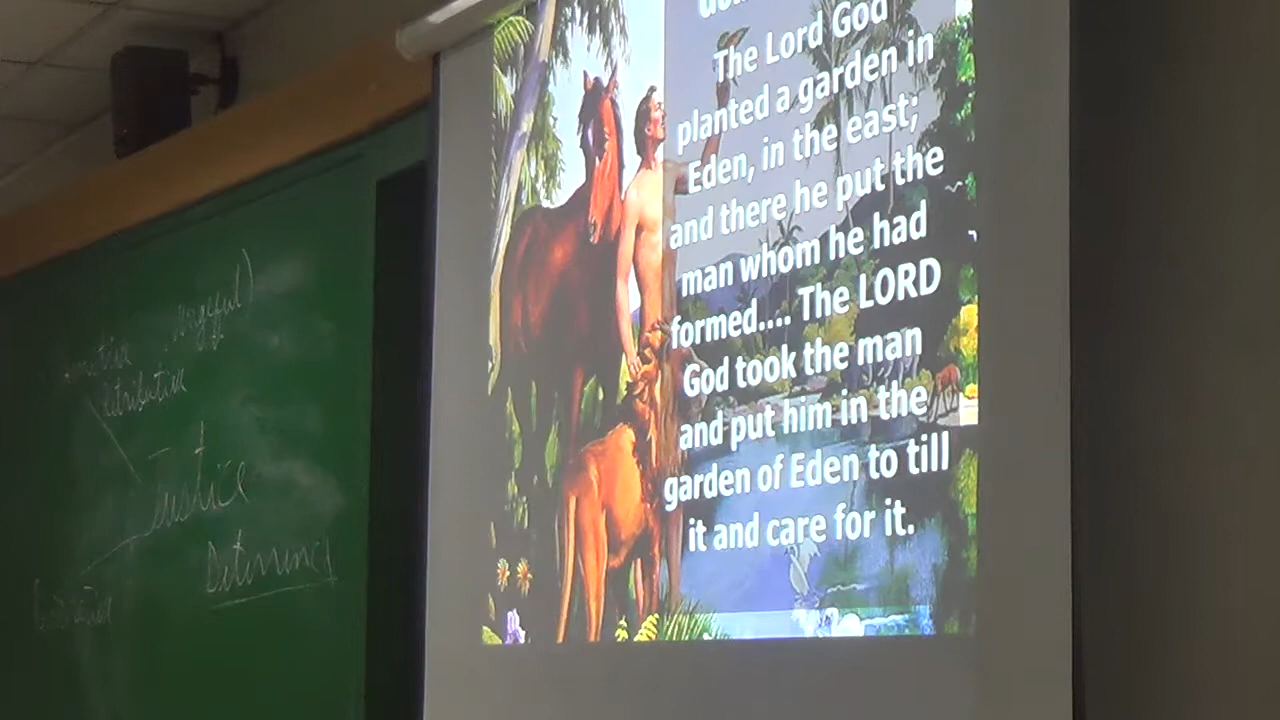 The Lord God
planted a garden in
Eden, in the east;
and there he put the
man whom he had
formed.... The LORD
God took the man
and put him in the
garden of Eden to till
it and care for it.
Justice